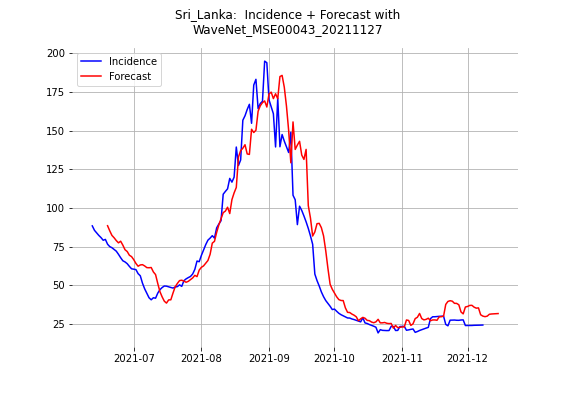 Sri_Lanka:  Incidence + Forecast with
WaveNet_MSE00043_20211127
Incidence
Forecast
200
175
150
125
100
75
50
25
2021-07 2021-08 2021-09 2021-10 2021-11 2021-12